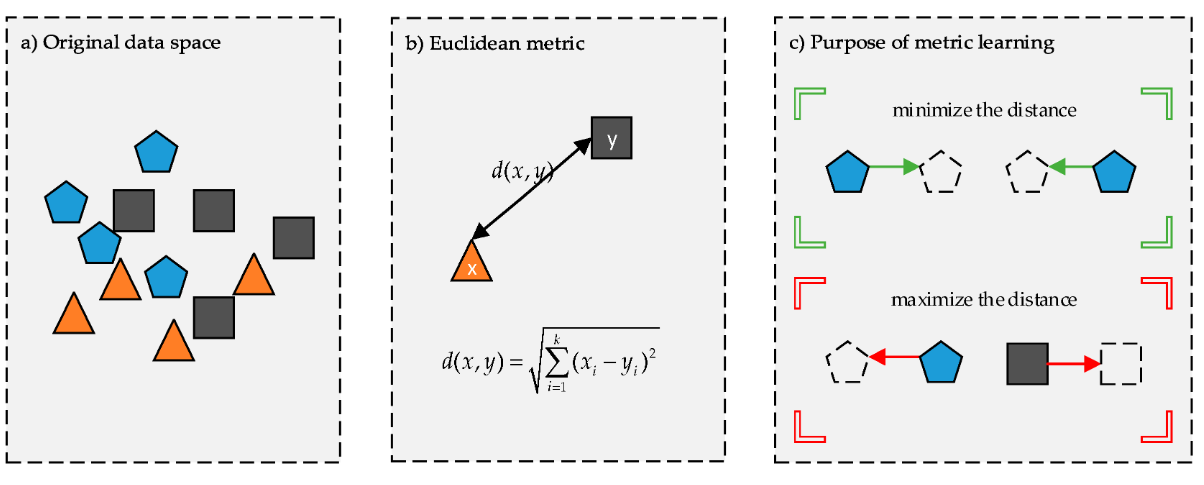 a) Original data space
b) Euclidean metric
y
d(x,y)
x
d(x,y) = √∑_{i=1}^{k}(x_i − y_i)^2
c) Purpose of metric learning
minimize the distance
maximize the distance